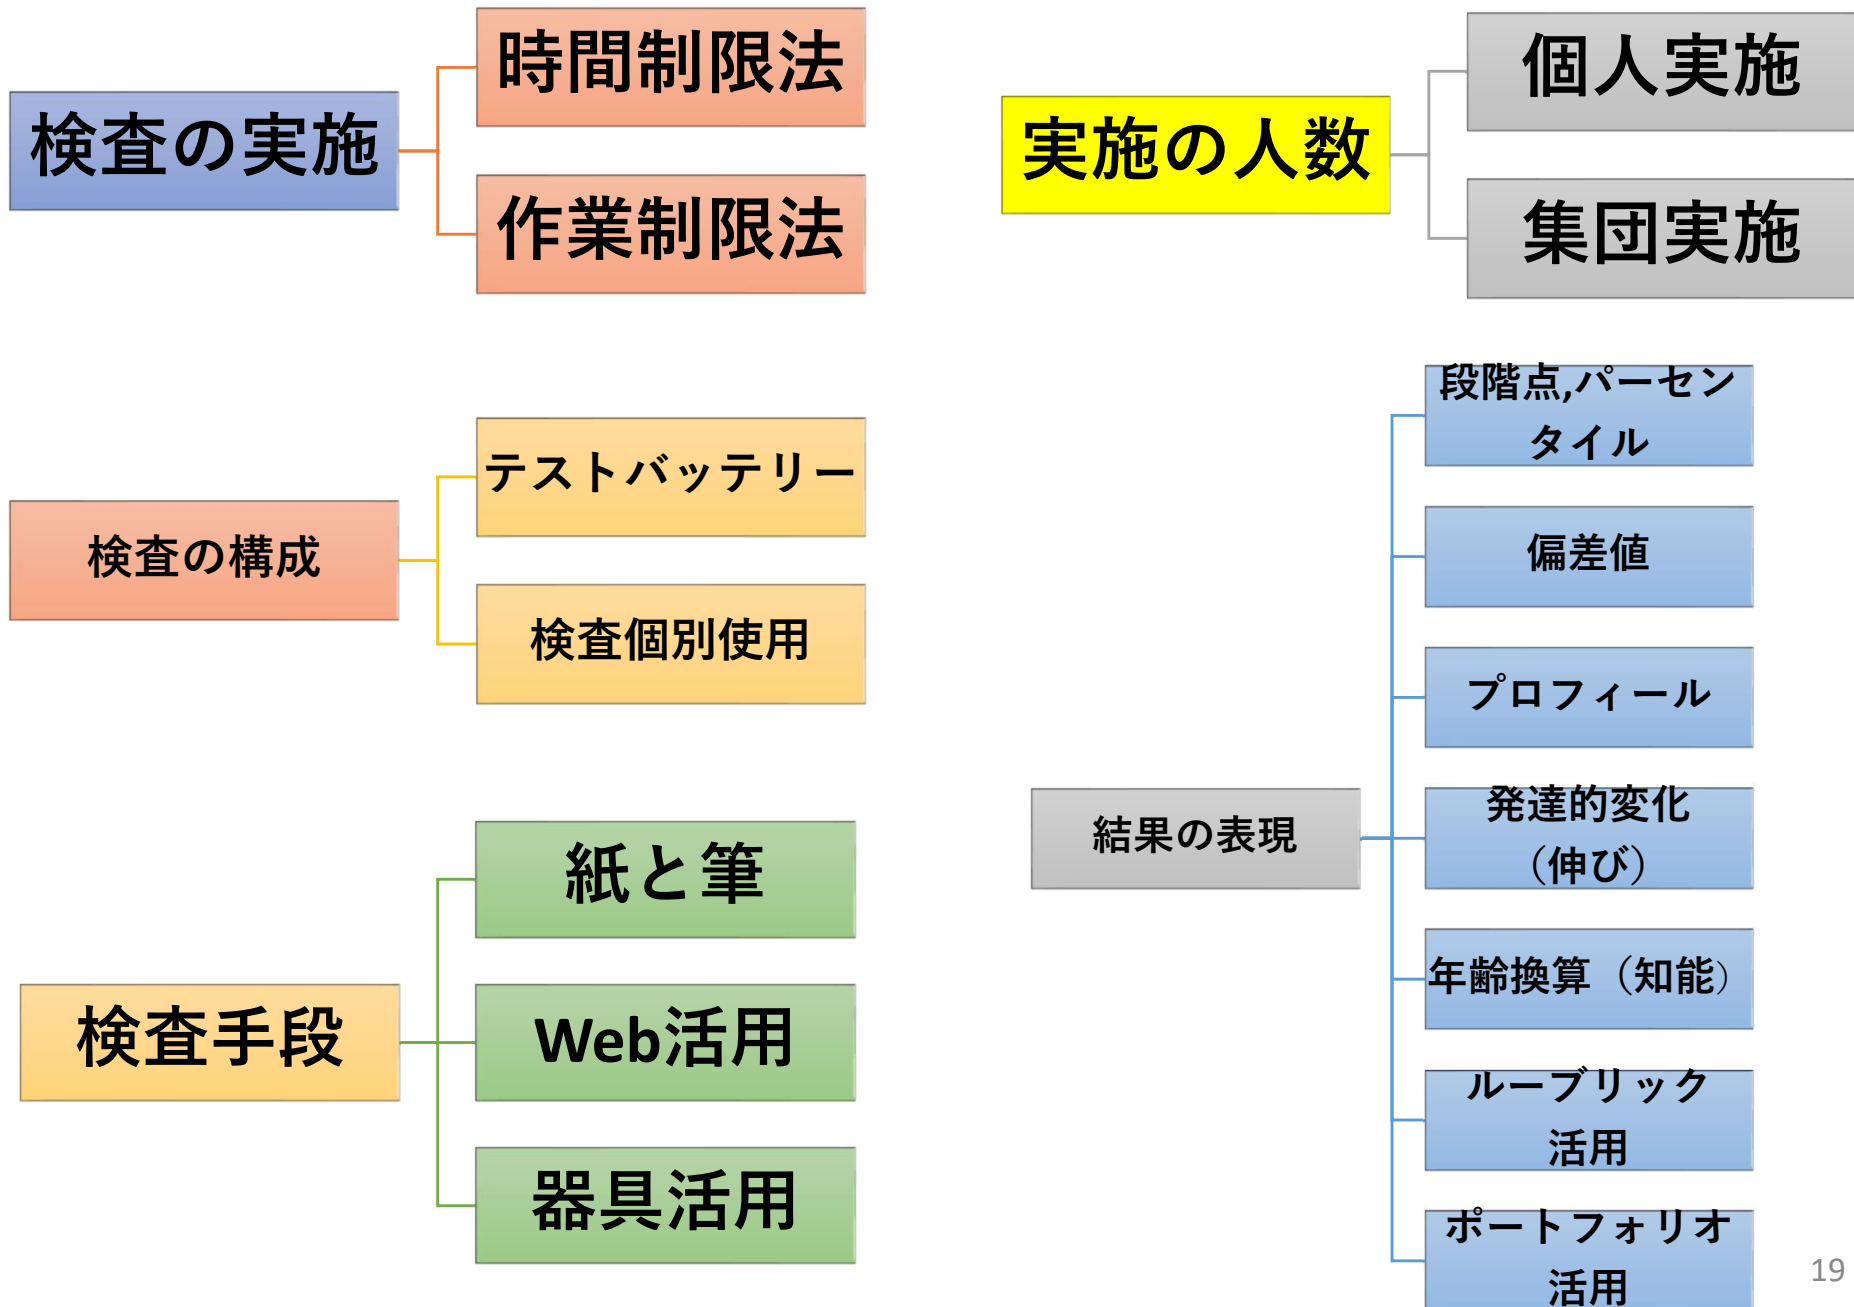 検査の実施
時間制限法
作業制限法
実施の人数
個人実施
集団実施
検査の構成
テストバッテリー
検査個別使用
検査手段
紙と筆
Web活用
器具活用
結果の表現
段階点,パーセン
タイル
偏差値
プロフィール
発達的変化
（伸び）
年齢換算（知能）
ルーブリック
活用
ポートフォリオ
活用
19